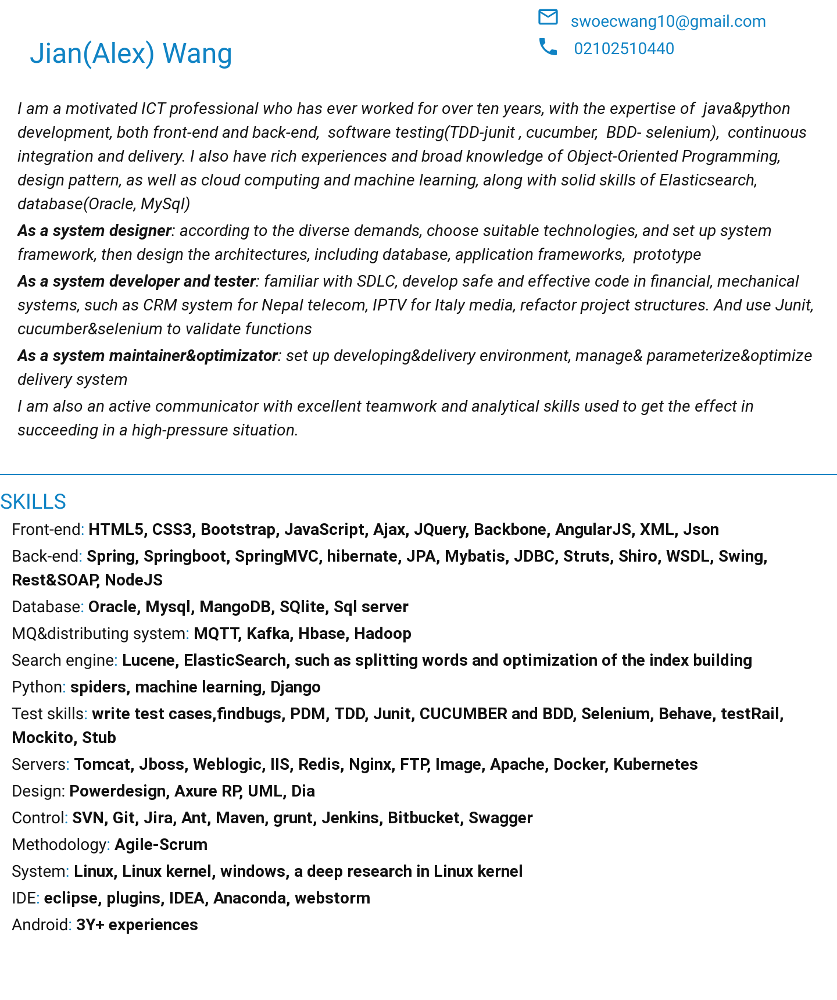 swoecwang10@gmail.com
Jian(Alex) Wang
02102510440
I am a motivated ICT professional who has ever worked for over ten years, with the expertise of  java&python
development, both front-end and back-end,  software testing(TDD-junit , cucumber,  BDD- selenium),  continuous
integration and delivery. I also have rich experiences and broad knowledge of Object-Oriented Programming,
design pattern, as well as cloud computing and machine learning, along with solid skills of Elasticsearch,
database(Oracle, MySql)
As a system designer: according to the diverse demands, choose suitable technologies, and set up system
framework, then design the architectures, including database, application frameworks,  prototype
As a system developer and tester: familiar with SDLC, develop safe and effective code in financial, mechanical
systems, such as CRM system for Nepal telecom, IPTV for Italy media, refactor project structures. And use Junit,
cucumber&selenium to validate functions
As a system maintainer&optimizator: set up developing&delivery environment, manage& parameterize&optimize
delivery system
I am also an active communicator with excellent teamwork and analytical skills used to get the effect in
succeeding in a high-pressure situation.
SKILLS
Front-end: HTML5, CSS3, Bootstrap, JavaScript, Ajax, JQuery, Backbone, AngularJS, XML, Json
Back-end: Spring, Springboot, SpringMVC, hibernate, JPA, Mybatis, JDBC, Struts, Shiro, WSDL, Swing,
Rest&SOAP, NodeJS
Database: Oracle, Mysql, MangoDB, SQlite, Sql server
MQ&distributing system: MQTT, Kafka, Hbase, Hadoop
Search engine: Lucene, ElasticSearch, such as splitting words and optimization of the index building
Python: spiders, machine learning, Django
Test skills: write test cases,findbugs, PDM, TDD, Junit, CUCUMBER and BDD, Selenium, Behave, testRail,
Mockito, Stub
Servers: Tomcat, Jboss, Weblogic, IIS, Redis, Nginx, FTP, Image, Apache, Docker, Kubernetes
Design: Powerdesign, Axure RP, UML, Dia
Control: SVN, Git, Jira, Ant, Maven, grunt, Jenkins, Bitbucket, Swagger
Methodology: Agile-Scrum
System: Linux, Linux kernel, windows, a deep research in Linux kernel
IDE: eclipse, plugins, IDEA, Anaconda, webstorm
Android: 3Y+ experiences